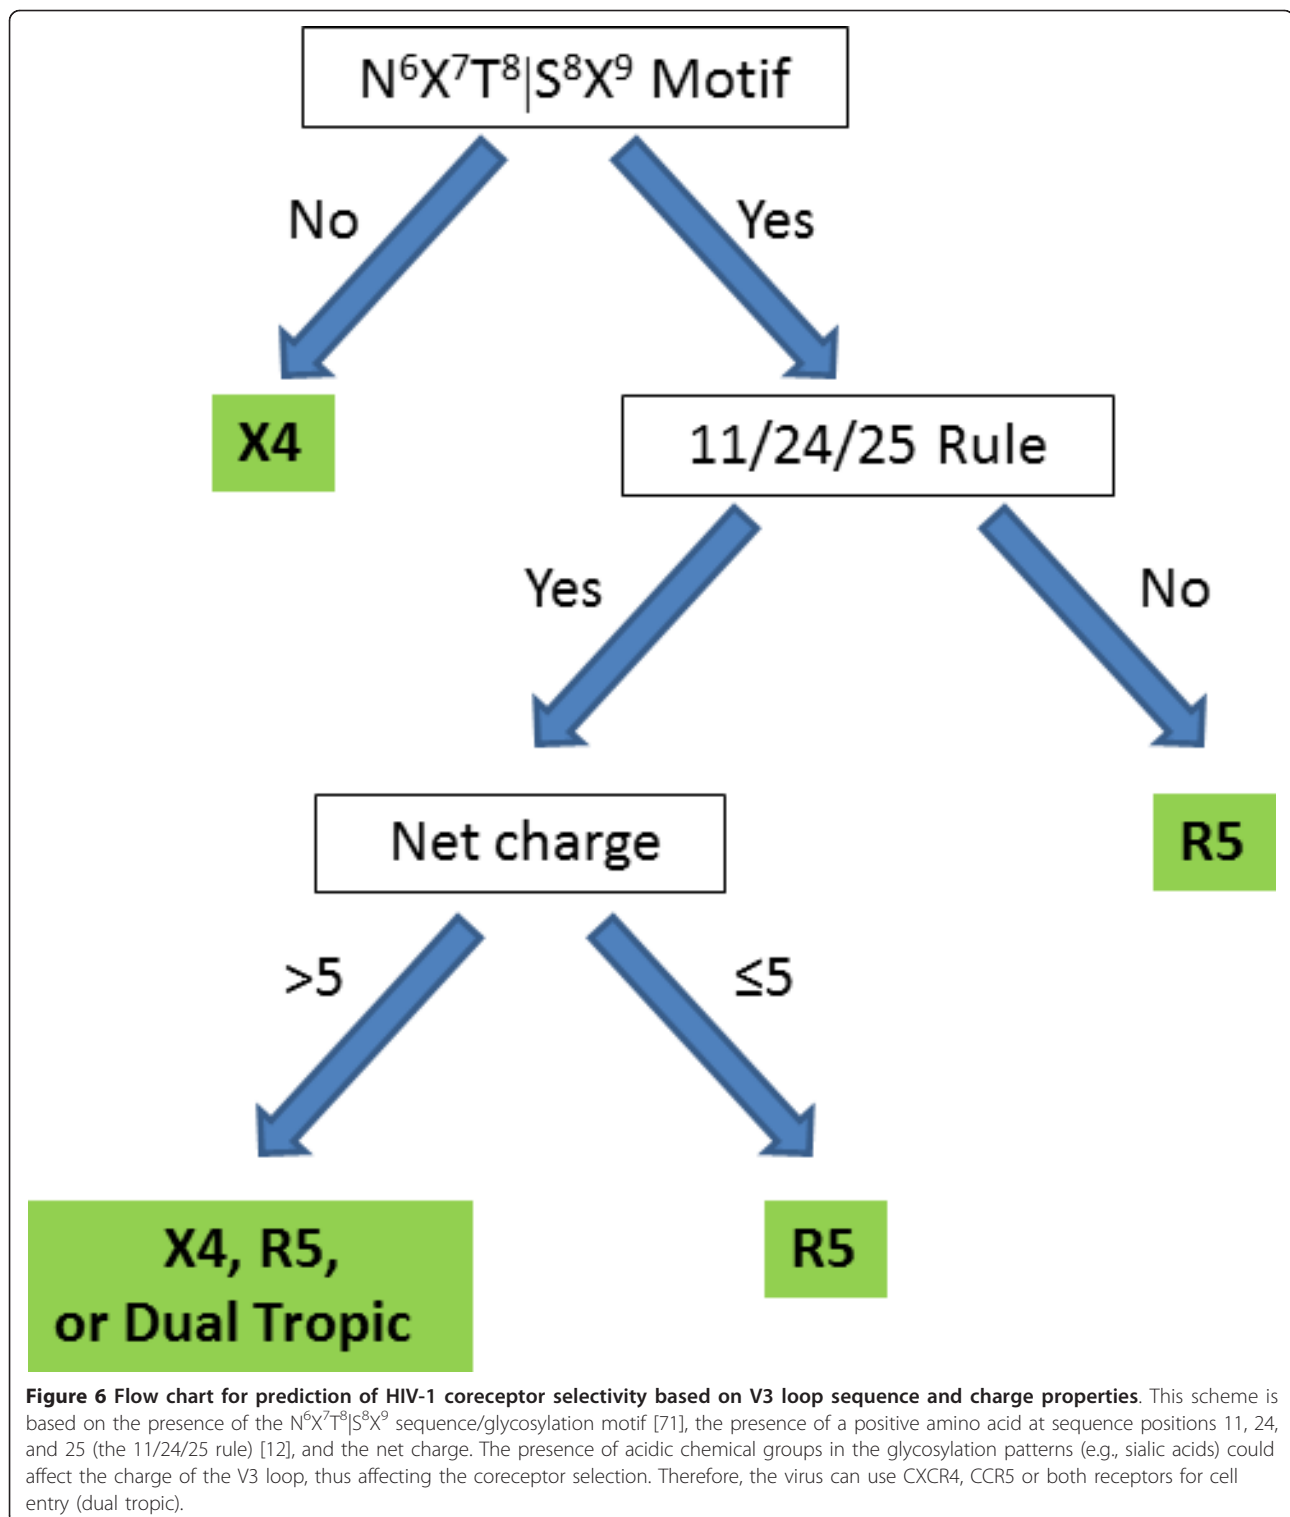 N⁶X⁷T⁸|S⁸X⁹ Motif
No
Yes
X4
11/24/25 Rule
Yes
No
Net charge
R5
>5
≤5
X4, R5,
or Dual Tropic
R5
Figure 6 Flow chart for prediction of HIV-1 coreceptor selectivity based on V3 loop sequence and charge properties. This scheme is
based on the presence of the N⁶X⁷T⁸|S⁸X⁹ sequence/glycosylation motif [71], the presence of a positive amino acid at sequence positions 11, 24,
and 25 (the 11/24/25 rule) [12], and the net charge. The presence of acidic chemical groups in the glycosylation patterns (e.g., sialic acids) could
affect the charge of the V3 loop, thus affecting the coreceptor selection. Therefore, the virus can use CXCR4, CCR5 or both receptors for cell
entry (dual tropic).